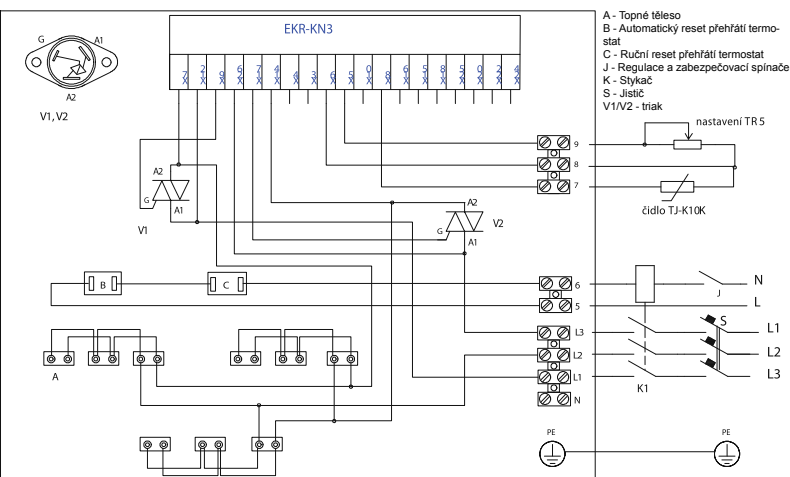 EKR-KN3
G
A1
A2
V1, V2
A - Topné těleso
B - Automatický reset přehřátí termo-
stat
C - Ruční reset přehřátí termostat
J - Regulace a zabezpečovací spínače
K - Stykač
S - Jistič
V1/V2 - triak
nastavení TR 5
9
8
7
čidlo TJ-K10K
A2
G
A1
V1
A2
G
A1
V2
B
C
6
5
J
N
L
L3
L2
L1
N
S
L1
L2
L3
K1
A
PE
PE